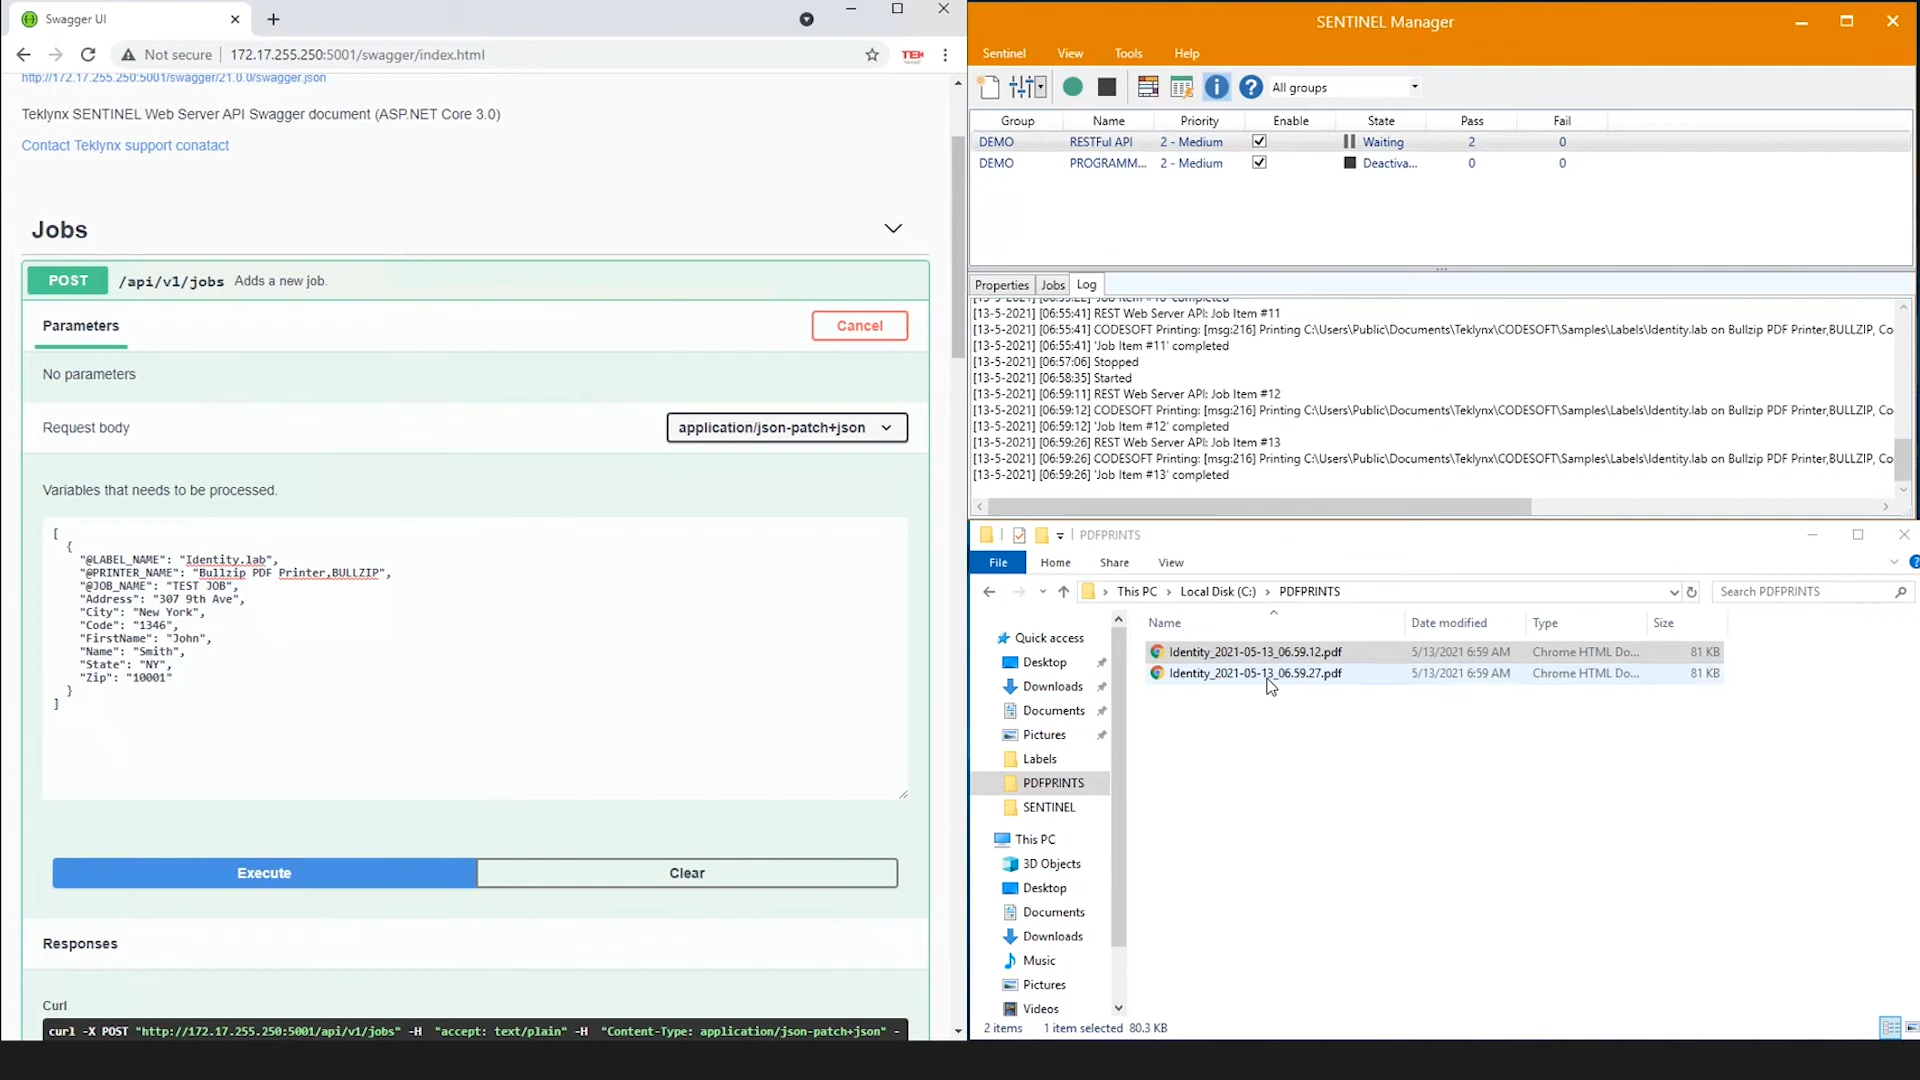 Swagger UI
Not secure
172.17.255.250:5001/swagger/index.html
TEK
http://172.17.255.250:5001/swagger/21.0.0/swagger.json
Teklynx SENTINEL Web Server API Swagger document (ASP.NET Core 3.0)
Contact Teklynx support conatact
Jobs
POST /api/v1/jobs Adds a new job.
Parameters
Cancel
No parameters
Request body
application/json-patch+json
Variables that needs to be processed.
[
{
"@LABEL_NAME": "Identity.lab",
"@PRINTER_NAME": "Bullzip PDF Printer,BULLZIP",
"@JOB_NAME": "TEST JOB",
"Address": "307 9th Ave",
"City": "New York",
"Code": "1346",
"FirstName": "John",
"Name": "Smith",
"State": "NY",
"Zip": "10001"
}
]
Execute
Clear
Responses
Curl
curl -X POST "http://172.17.255.250:5001/api/v1/jobs" -H "accept: text/plain" -H "Content-Type: application/json-patch+json" -
SENTINEL Manager
Sentinel View Tools Help
All groups
Group Name Priority Enable State Pass Fail
DEMO RESTFul API 2 - Medium Waiting 2 0
DEMO PROGRAMM... 2 - Medium Deactiva... 0 0
Properties Jobs Log
[13-5-2021] [06:55:41] REST Web Server API: Job Item #11
[13-5-2021] [06:55:41] CODESOFT Printing: [msg:216] Printing C:\Users\Public\Documents\Teklynx\CODESOFT\Samples\Labels\Identity.lab on Bullzip PDF Printer,BULLZIP, Co
[13-5-2021] [06:55:41] 'Job Item #11' completed
[13-5-2021] [06:57:06] Stopped
[13-5-2021] [06:58:35] Started
[13-5-2021] [06:59:11] REST Web Server API: Job Item #12
[13-5-2021] [06:59:12] CODESOFT Printing: [msg:216] Printing C:\Users\Public\Documents\Teklynx\CODESOFT\Samples\Labels\Identity.lab on Bullzip PDF Printer,BULLZIP, Co
[13-5-2021] [06:59:12] 'Job Item #12' completed
[13-5-2021] [06:59:26] REST Web Server API: Job Item #13
[13-5-2021] [06:59:26] CODESOFT Printing: [msg:216] Printing C:\Users\Public\Documents\Teklynx\CODESOFT\Samples\Labels\Identity.lab on Bullzip PDF Printer,BULLZIP, Co
[13-5-2021] [06:59:26] 'Job Item #13' completed
PDFPRINTS
File Home Share View
This PC Local Disk (C:) PDFPRINTS
Search PDFPRINTS
Name Date modified Type Size
Identity_2021-05-13_06.59.12.pdf 5/13/2021 6:59 AM Chrome HTML Do... 81 KB
Identity_2021-05-13_06.59.27.pdf 5/13/2021 6:59 AM Chrome HTML Do... 81 KB
Quick access
Desktop
Downloads
Documents
Pictures
Labels
PDFPRINTS
SENTINEL
This PC
3D Objects
Desktop
Documents
Downloads
Music
Pictures
Videos
2 items 1 item selected 80.3 KB